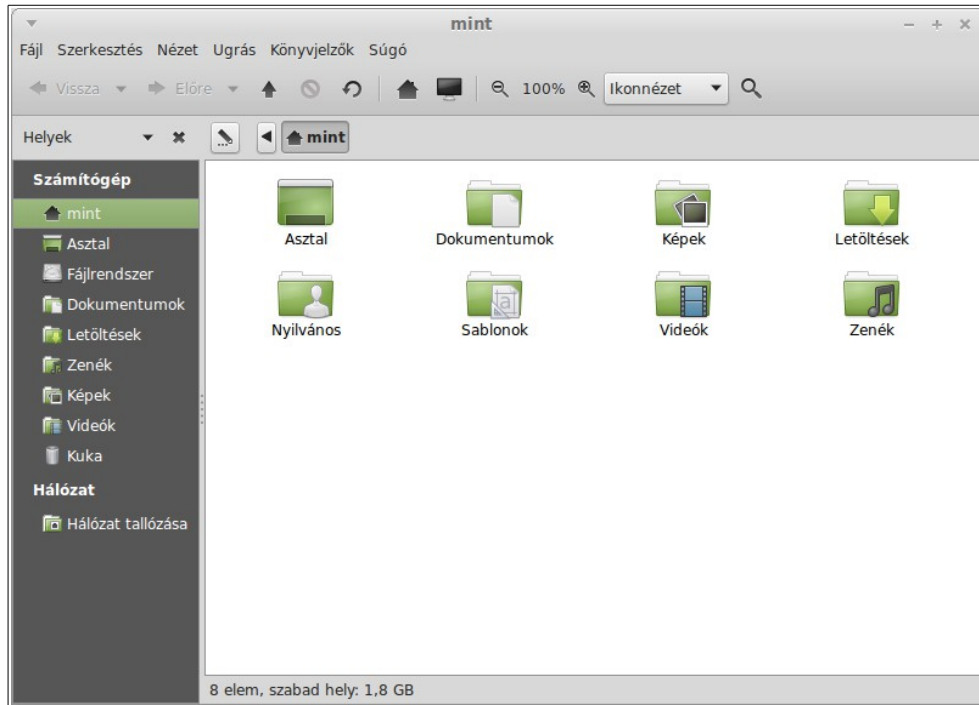 mint
Fájl Szerkesztés Nézet Ugrás Könyvjelzők Súgó
Vissza Előre 100% Ikonnézet
Helyek mint
Számítógép
mint
Asztal
Fájlrendszer
Dokumentumok
Letöltések
Zenék
Képek
Videók
Kuka
Hálózat
Hálózat tallózása
Asztal Dokumentumok Képek Letöltések
Nyilvános Sablonok Videók Zenék
8 elem, szabad hely: 1,8 GB